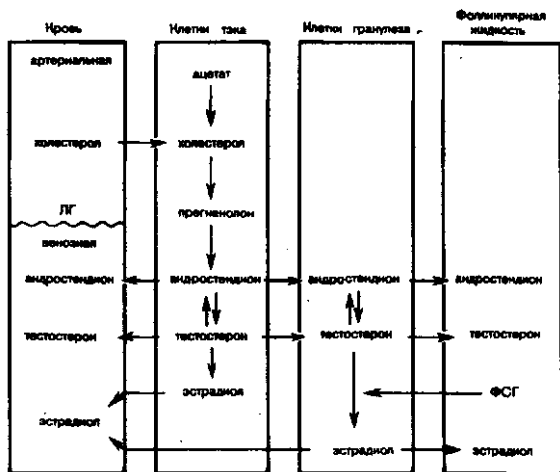 Кровь
Клетки тэка
Клетки гранулеза
Фолликулярная
жидкость
артериальная
ацетат
холестерол
холестерол
прегненолон
ЛГ
венозная
андростендион
андростендион
андростендион
андростендион
тестостерон
тестостерон
тестостерон
тестостерон
эстрадиол
ФСГ
эстрадиол
эстрадиол
эстрадиол